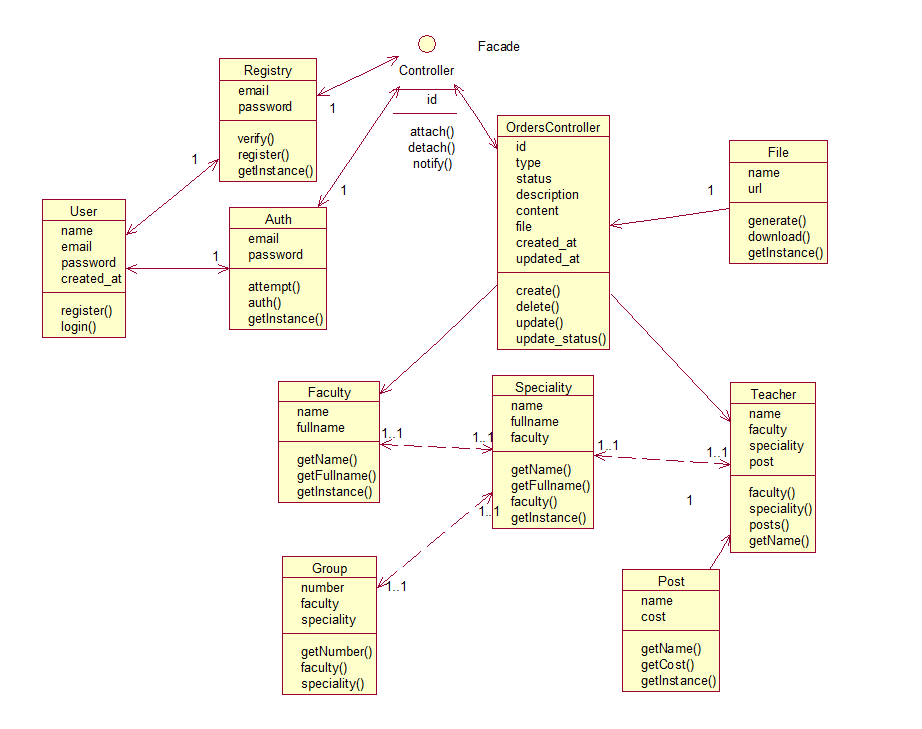 Facade
Controller
id
attach()
detach()
notify()
Registry
email
password
verify()
register()
getInstance()
1
1
1
1
OrdersController
id
type
status
description
content
file
created_at
updated_at
create()
delete()
update()
update_status()
File
name
url
generate()
download()
getInstance()
1
User
name
email
password
created_at
register()
login()
Auth
email
password
attempt()
auth()
getInstance()
Faculty
name
fullname
getName()
getFullname()
getInstance()
1..1
1..1
Speciality
name
fullname
faculty
getName()
getFullname()
faculty()
getInstance()
1..1
1..1
Teacher
name
faculty
speciality
post
faculty()
speciality()
posts()
getName()
1
1..1
1..1
Group
number
faculty
speciality
getNumber()
faculty()
speciality()
Post
name
cost
getName()
getCost()
getInstance()